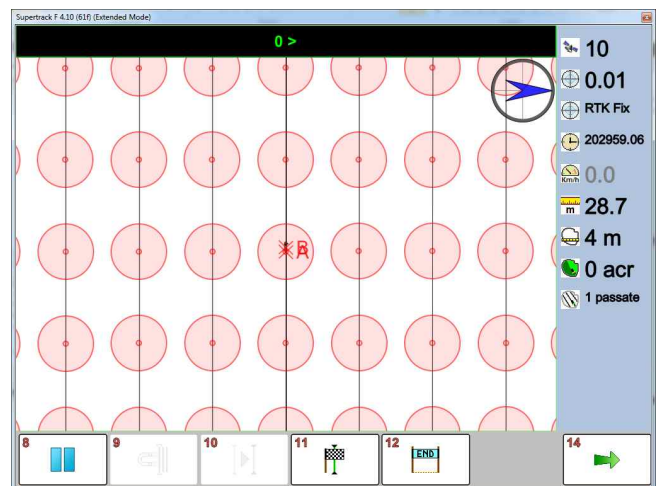 Supertrack F 4.10 (61f) (Extended Mode)
0 >
10
0.01
RTK Fix
202959.06
Km/h 0.0
m 28.7
4 m
0 acr
1 passate
B
A
8
9
10
11
12
END
14